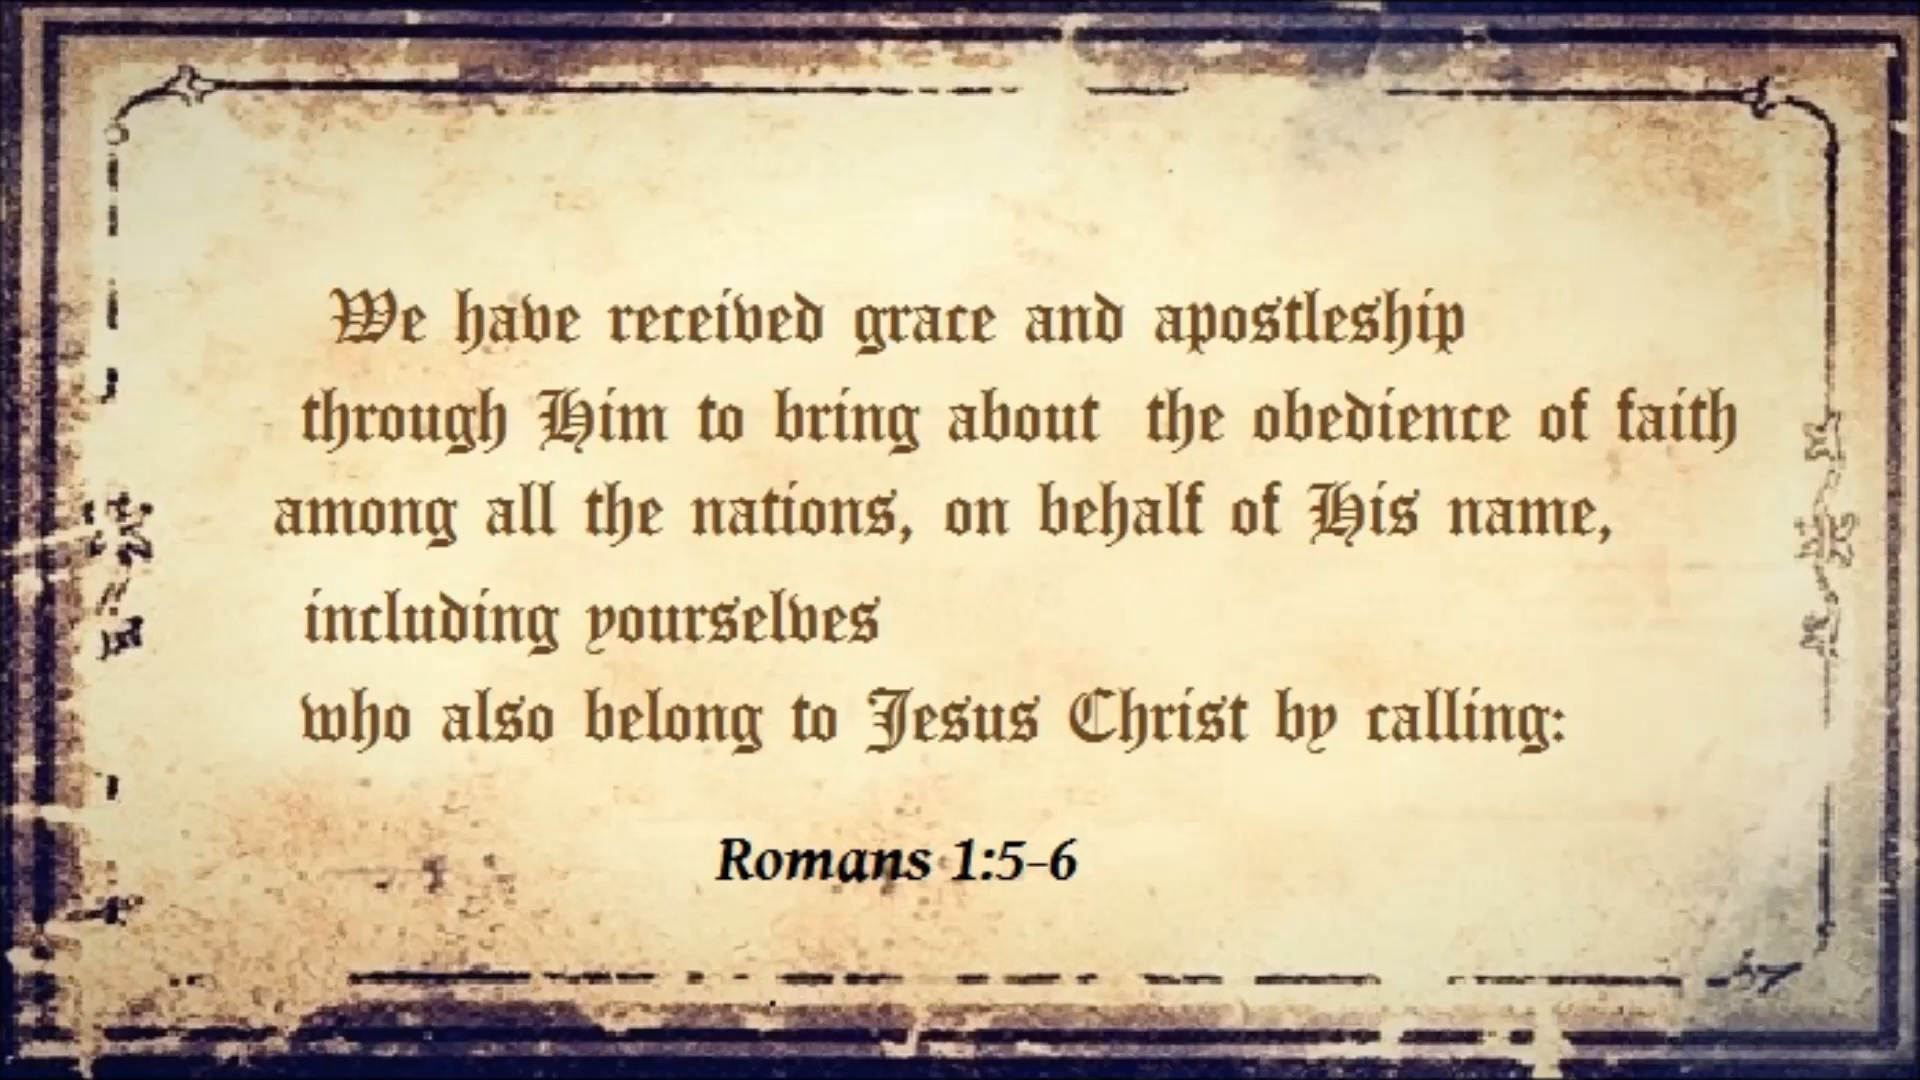 We have received grace and apostleship
through Him to bring about the obedience of faith
among all the nations, on behalf of His name,
including yourselves
who also belong to Jesus Christ by calling:
Romans 1:5-6